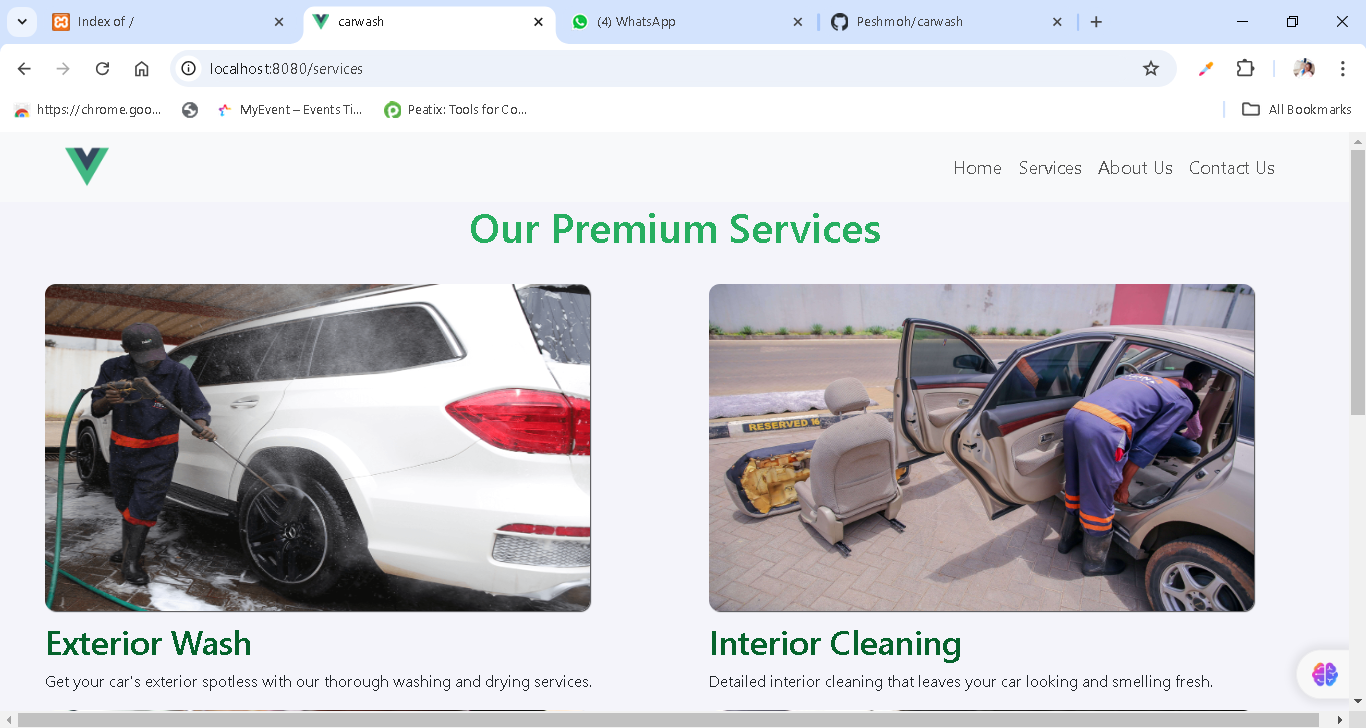 Index of /
carwash
(4) WhatsApp
Peshmoh/carwash
localhost:8080/services
https://chrome.goo...
MyEvent – Events Ti...
Peatix: Tools for Co...
All Bookmarks
Home
Services
About Us
Contact Us
Our Premium Services
RESERVED 16
Exterior Wash
Get your car's exterior spotless with our thorough washing and drying services.
Interior Cleaning
Detailed interior cleaning that leaves your car looking and smelling fresh.